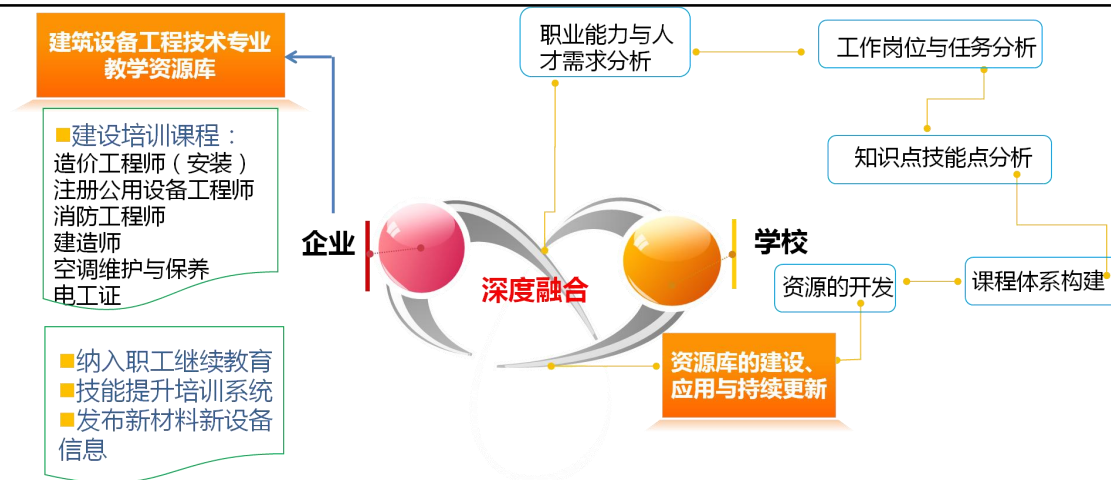 建筑设备工程技术专业
教学资源库
■建设培训课程：
造价工程师（安装）
注册公用设备工程师
消防工程师
建造师
空调维护与保养
电工证
■纳入职工继续教育
■技能提升培训系统
■发布新材料新设备
信息
企业
深度融合
学校
职业能力与人
才需求分析
工作岗位与任务分析
知识点技能点分析
课程体系构建
资源的开发
资源库的建设、
应用与持续更新